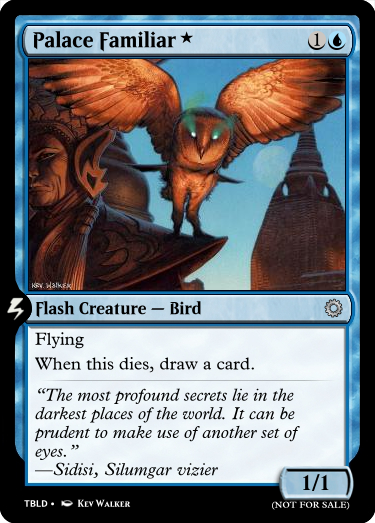 Palace Familiar ★ 1
KEV WALKER
Flash Creature — Bird
Flying
When this dies, draw a card.
“The most profound secrets lie in the
darkest places of the world. It can be
prudent to make use of another set of
eyes.”
—Sidisi, Silumgar vizier
1/1
TBLD • Kev Walker
(NOT FOR SALE)